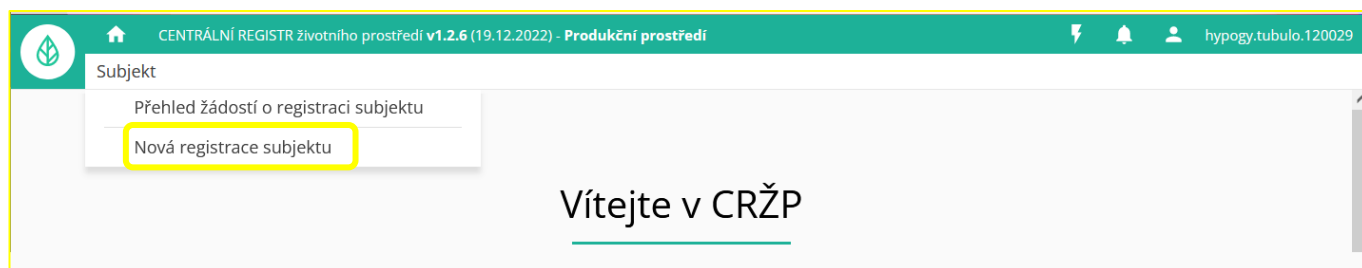 CENTRÁLNÍ REGISTR životního prostředí v1.2.6 (19.12.2022) - Produkční prostředí hypogy.tubulo.120029
Subjekt
Přehled žádostí o registraci subjektu
Nová registrace subjektu
Vítejte v CRŽP